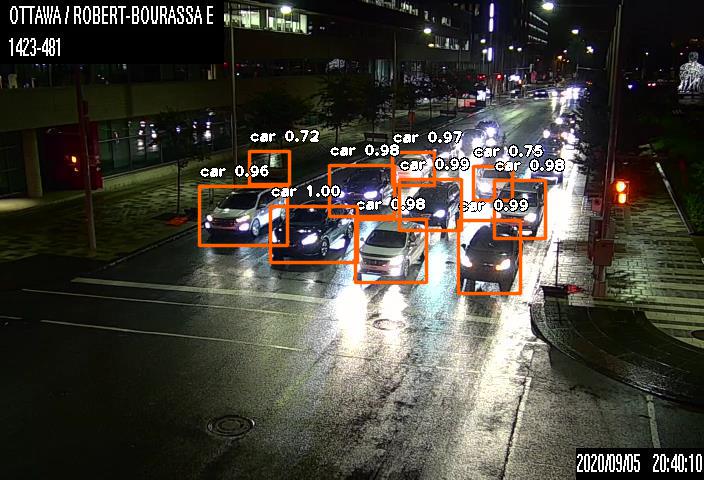 OTTAWA / ROBERT-BOURASSA E
1423-481
car 0.72
car 0.97
car 0.98
car 0.99
car 0.75
car 0.98
car 0.96
car 1.00
car 0.98
car 0.99
2020/09/05 20:40:10